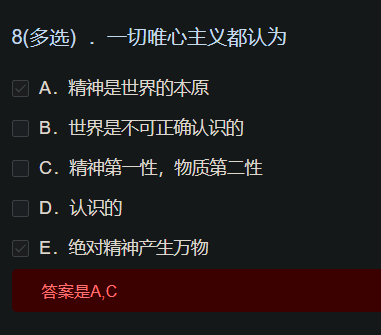 8(多选) ．一切唯心主义都认为
A．精神是世界的本原
B．世界是不可正确认识的
C．精神第一性，物质第二性
D．认识的
E．绝对精神产生万物
答案是A,C